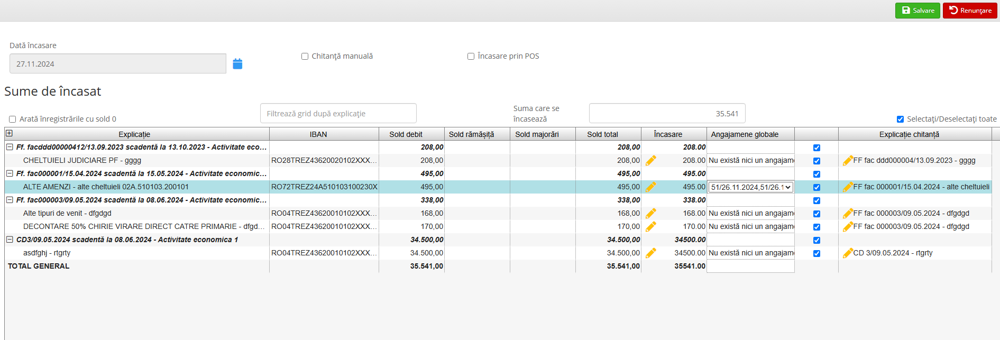 Salvare Renunțare
Dată încasare
27.11.2024
Chitanță manuală
Încasare prin POS
Sume de încasat
Arată înregistrările cu sold 0
Filtrează grid după explicație
Suma care se
încasează
35.541
Selectați/Deselectați toate
Explicație IBAN Sold debit Sold rămășiță Sold majorări Sold total Încasare Angajamene globale Explicație chitanță
Ff. facddd00000412/13.09.2023 scadentă la 13.10.2023 - Activitate eco... 208,00 208,00 208.00
CHELTUIELI JUDICIARE PF - gggg RO28TREZ43620020102XXX... 208,00 208,00 208.00 Nu există nici un angajame FF fac ddd000004/13.09.2023 - gggg
Ff. fac000001/15.04.2024 scadentă la 15.05.2024 - Activitate economic... 495,00 495,00 495.00
ALTE AMENZI - alte cheltuieli 02A.510103.200101 RO72TREZ24A510103100230X 495,00 495,00 495.00 51/26.11.2024,51/26.1 FF fac 000001/15.04.2024 - alte cheltuieli
Ff. fac000003/09.05.2024 scadentă la 08.06.2024 - Activitate economic... 338,00 338,00 338.00
Alte tipuri de venit - dfgdgd RO04TREZ43620010102XXX... 168,00 168,00 168.00 Nu există nici un angajame FF fac 000003/09.05.2024 - dfgdgd
DECONTARE 50% CHIRIE VIRARE DIRECT CATRE PRIMARIE - dfgd... RO04TREZ43620010102XXX... 170,00 170,00 170.00 Nu există nici un angajame FF fac 000003/09.05.2024 - dfgdgd
CD3/09.05.2024 scadentă la 08.06.2024 - Activitate economica 1 34.500,00 34.500,00 34500.00
asdfghj - rtgrty RO04TREZ43620010102XXX... 34.500,00 34.500,00 34500.00 Nu există nici un angajame CD 3/09.05.2024 - rtgrty
TOTAL GENERAL 35.541,00 35.541,00 35541.00